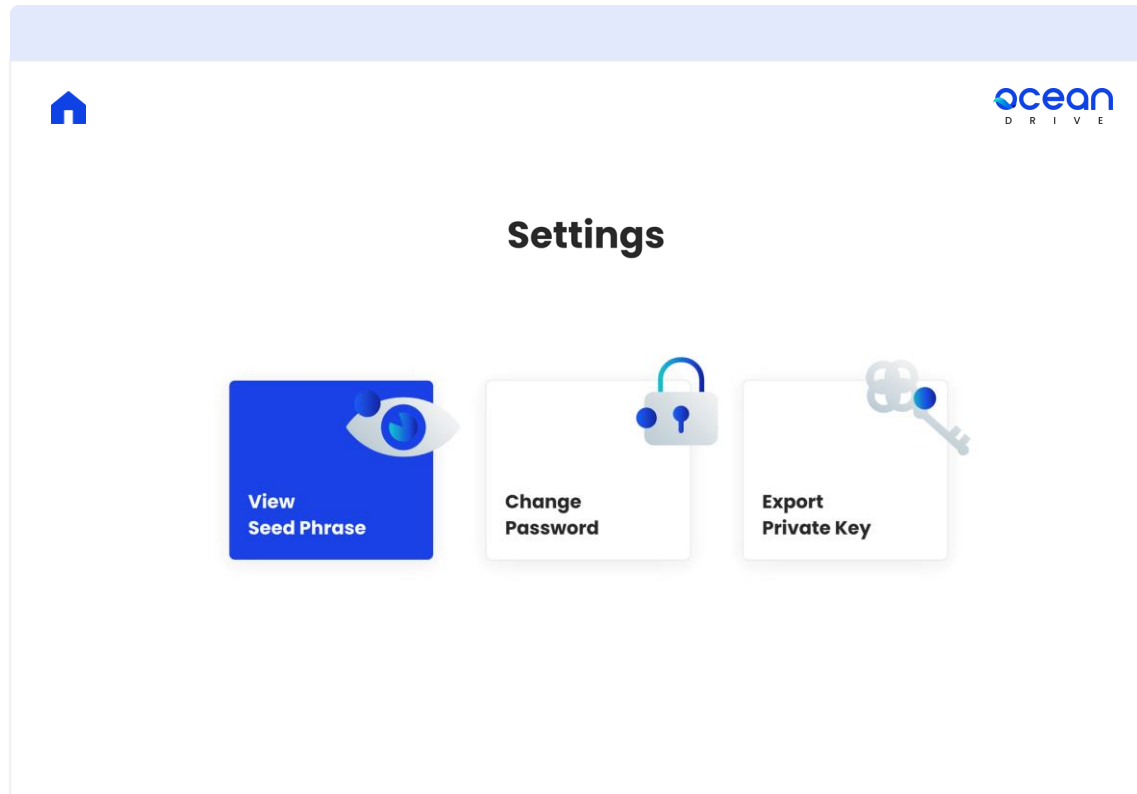 ocean
DRIVE
Settings
View
Seed Phrase
Change
Password
Export
Private Key